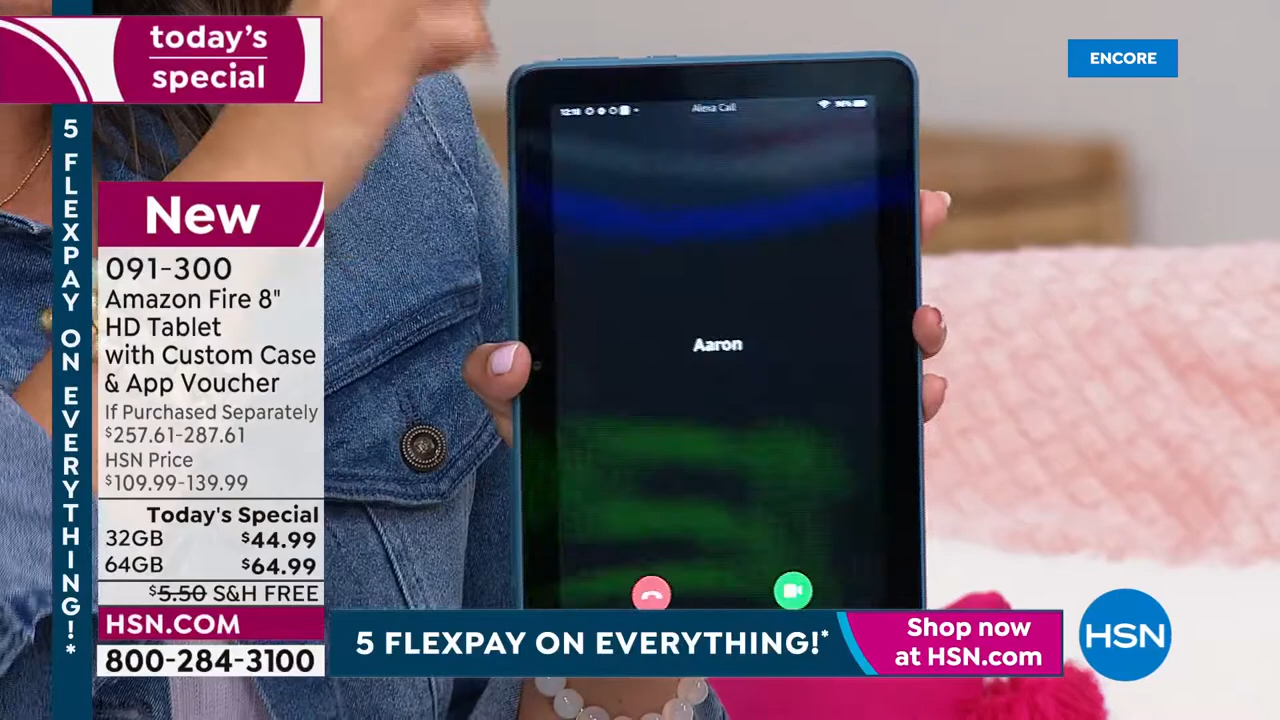 today's
special
ENCORE
5 FLEXPAY ON EVERYTHING!*
New
091-300
Amazon Fire 8"
HD Tablet
with Custom Case
& App Voucher
If Purchased Separately
$257.61-287.61
HSN Price
$109.99-139.99
Today's Special
32GB $44.99
64GB $64.99
$5.50 S&H FREE
HSN.COM
800-284-3100
Alexa Call
Aaron
5 FLEXPAY ON EVERYTHING!*
Shop now
at HSN.com
HSN